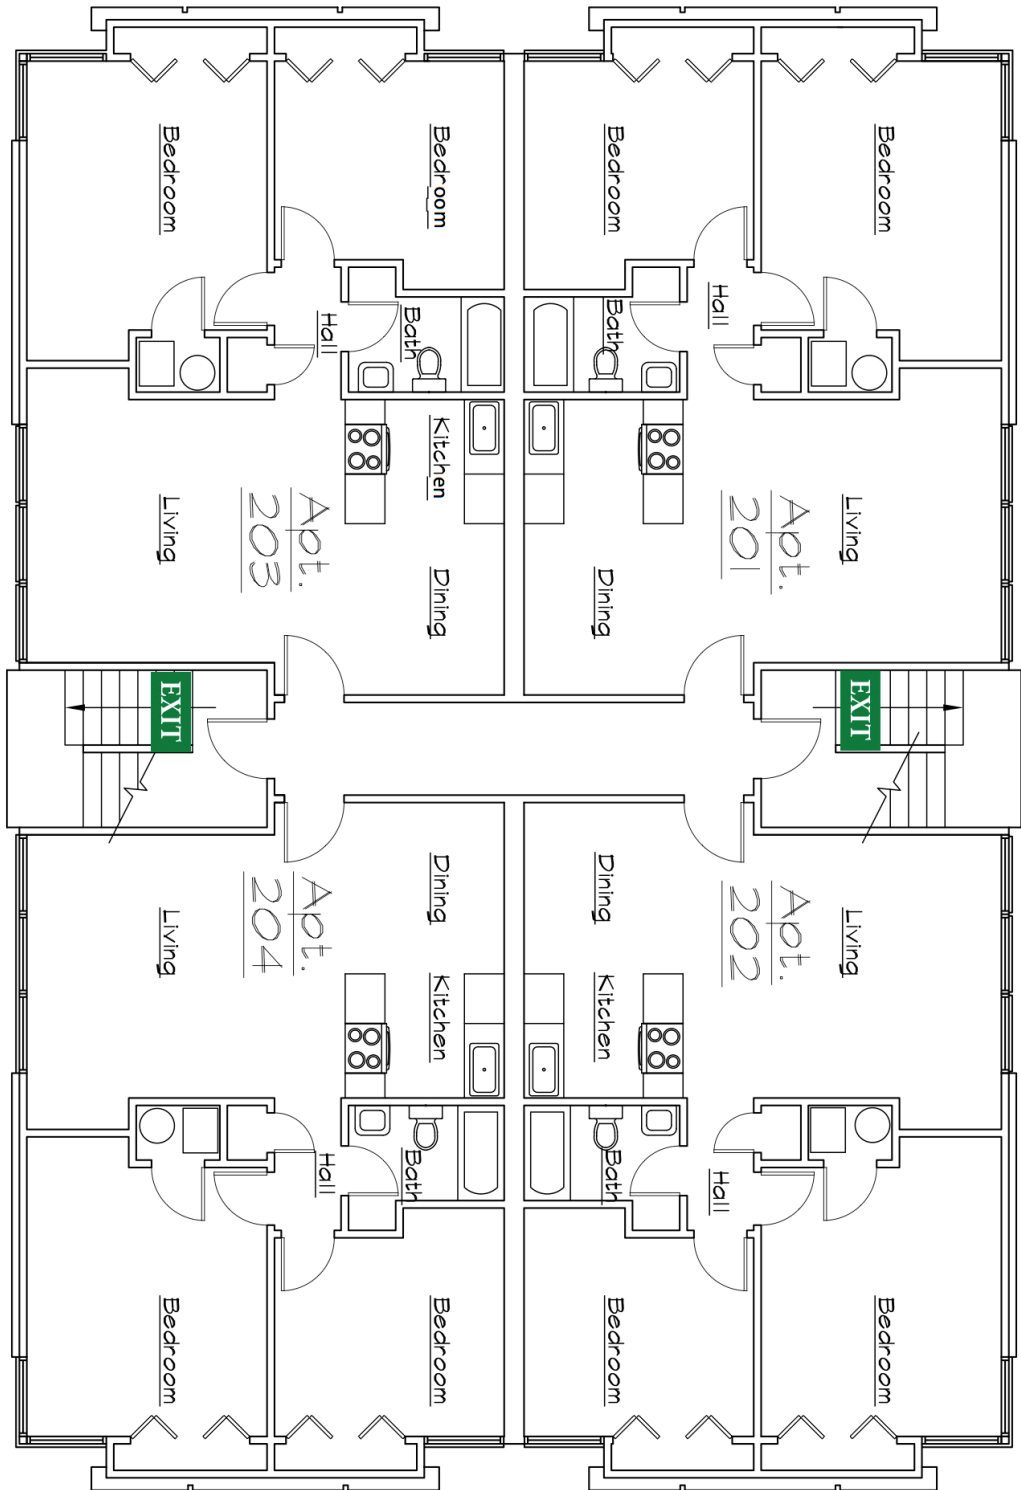 Bedroom
Living
EXIT
Living
Bedroom
Apt.
201
Apt.
202
Hall
Hall
Bedroom
Bath
Dining
Dining
Kitchen
Bath
Bedroom
Bedroom
Kitchen
Dining
Dining
Kitchen
Bedroom
Bath
Bath
Hall
Apt.
203
Apt.
204
Hall
Bedroom
Living
EXIT
Living
Bedroom